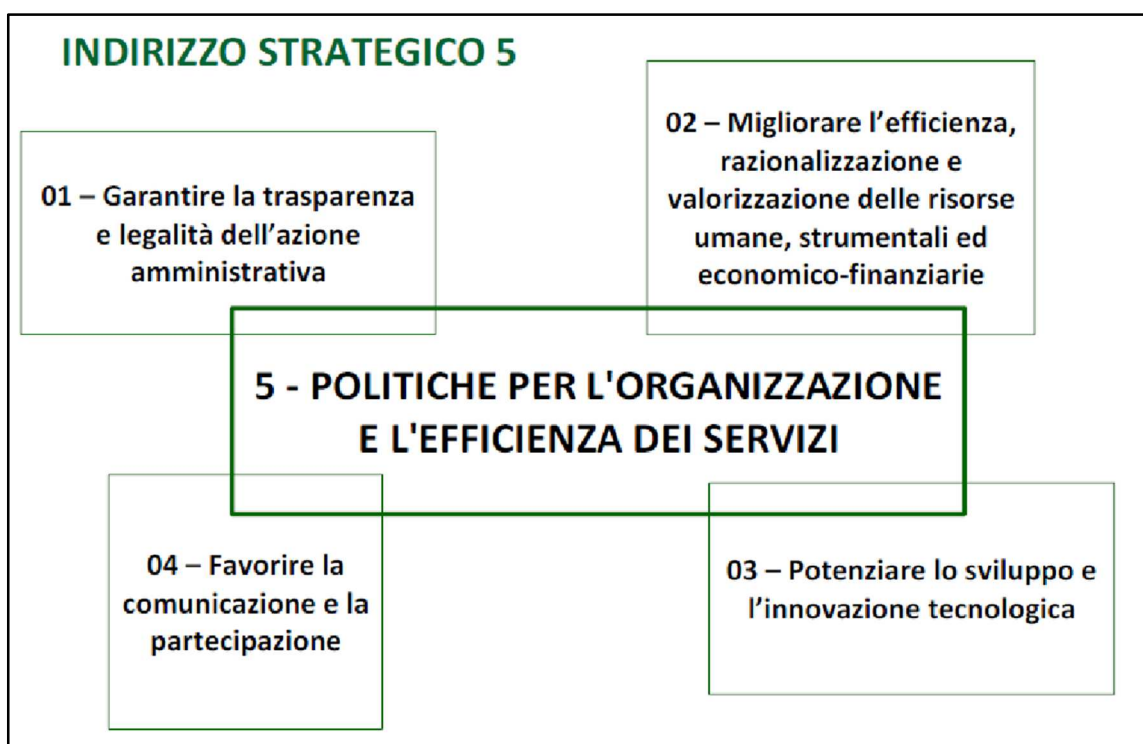 INDIRIZZO STRATEGICO 5
01 – Garantire la trasparenza
e legalità dell’azione
amministrativa
02 – Migliorare l’efficienza,
razionalizzazione e
valorizzazione delle risorse
umane, strumentali ed
economico-finanziarie
5 - POLITICHE PER L'ORGANIZZAZIONE
E L'EFFICIENZA DEI SERVIZI
04 – Favorire la
comunicazione e la
partecipazione
03 – Potenziare lo sviluppo e
l’innovazione tecnologica